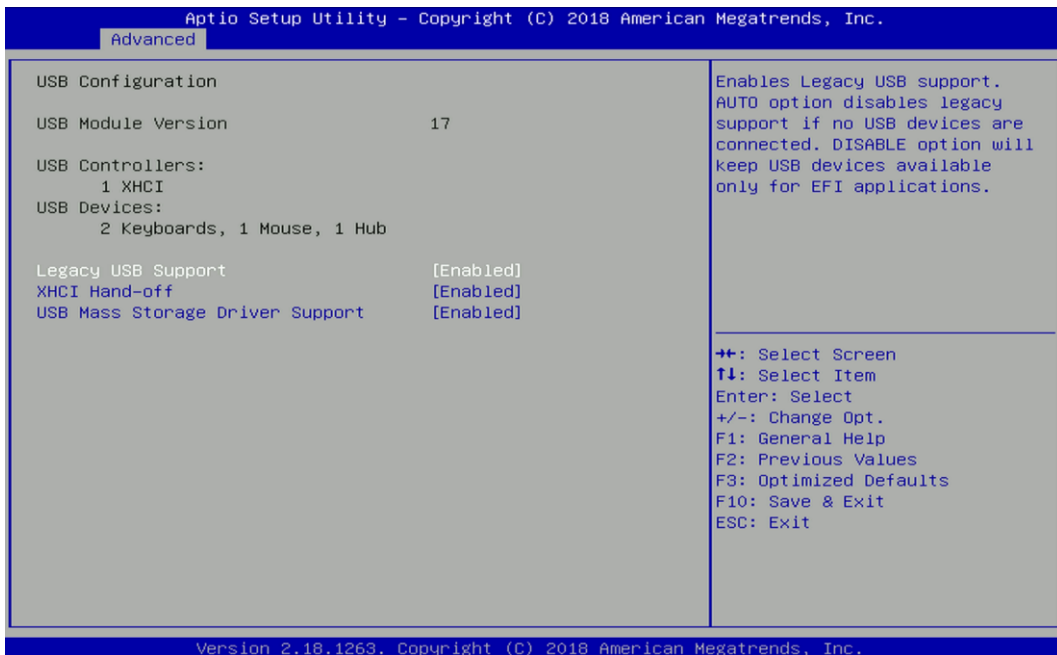 Aptio Setup Utility – Copyright (C) 2018 American Megatrends, Inc.
Advanced
USB Configuration
USB Module Version 17
USB Controllers:
1 XHCI
USB Devices:
2 Keyboards, 1 Mouse, 1 Hub
Legacy USB Support [Enabled]
XHCI Hand-off [Enabled]
USB Mass Storage Driver Support [Enabled]
Enables Legacy USB support.
AUTO option disables legacy
support if no USB devices are
connected. DISABLE option will
keep USB devices available
only for EFI applications.
→←: Select Screen
↑↓: Select Item
Enter: Select
+/-: Change Opt.
F1: General Help
F2: Previous Values
F3: Optimized Defaults
F10: Save & Exit
ESC: Exit
Version 2.18.1263. Copyright (C) 2018 American Megatrends, Inc.